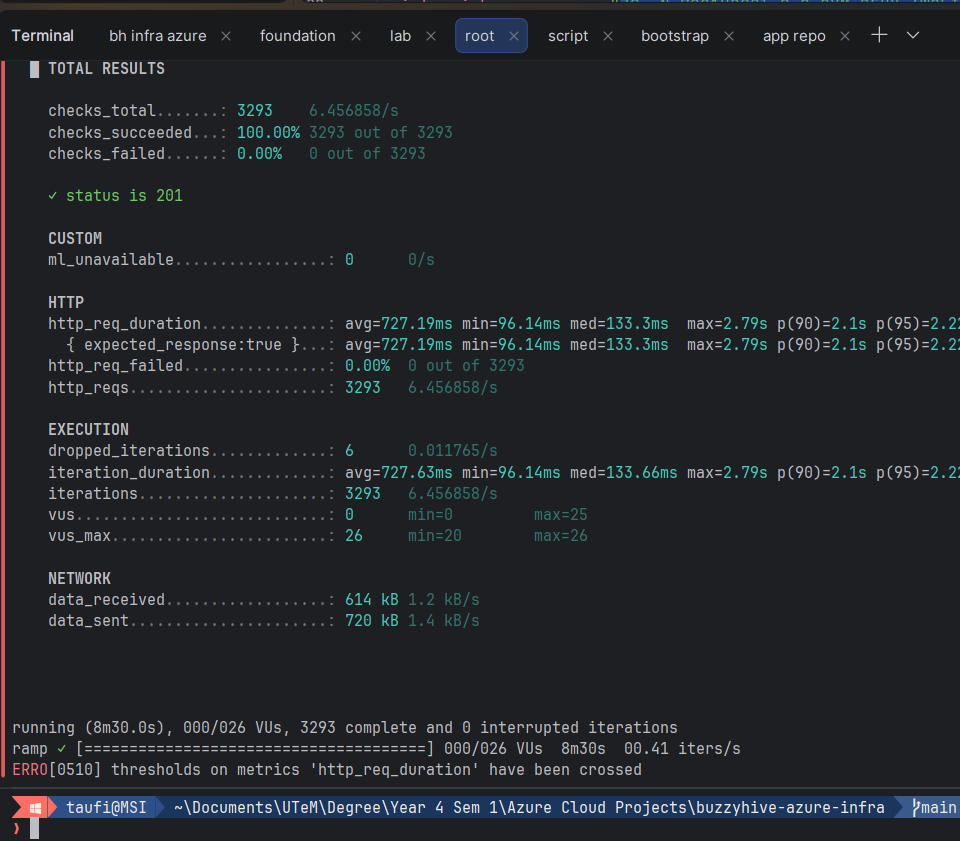 Terminal bh infra azure × foundation × lab × root × script × bootstrap × app repo ×
█ TOTAL RESULTS
checks_total.......: 3293 6.456858/s
checks_succeeded...: 100.00% 3293 out of 3293
checks_failed......: 0.00% 0 out of 3293
✓ status is 201
CUSTOM
ml_unavailable.................: 0 0/s
HTTP
http_req_duration..............: avg=727.19ms min=96.14ms med=133.3ms max=2.79s p(90)=2.1s p(95)=2.22
{ expected_response:true }...: avg=727.19ms min=96.14ms med=133.3ms max=2.79s p(90)=2.1s p(95)=2.22
http_req_failed................: 0.00% 0 out of 3293
http_reqs......................: 3293 6.456858/s
EXECUTION
dropped_iterations.............: 6 0.011765/s
iteration_duration.............: avg=727.63ms min=96.14ms med=133.66ms max=2.79s p(90)=2.1s p(95)=2.22
iterations.....................: 3293 6.456858/s
vus............................: 0 min=0 max=25
vus_max........................: 26 min=20 max=26
NETWORK
data_received..................: 614 kB 1.2 kB/s
data_sent......................: 720 kB 1.4 kB/s
running (8m30.0s), 000/026 VUs, 3293 complete and 0 interrupted iterations
ramp ✓ [======================================] 000/026 VUs 8m30s 00.41 iters/s
ERRO[0510] thresholds on metrics 'http_req_duration' have been crossed
taufi@MSI ~\Documents\UTeM\Degree\Year 4 Sem 1\Azure Cloud Projects\buzzyhive-azure-infra main
❯